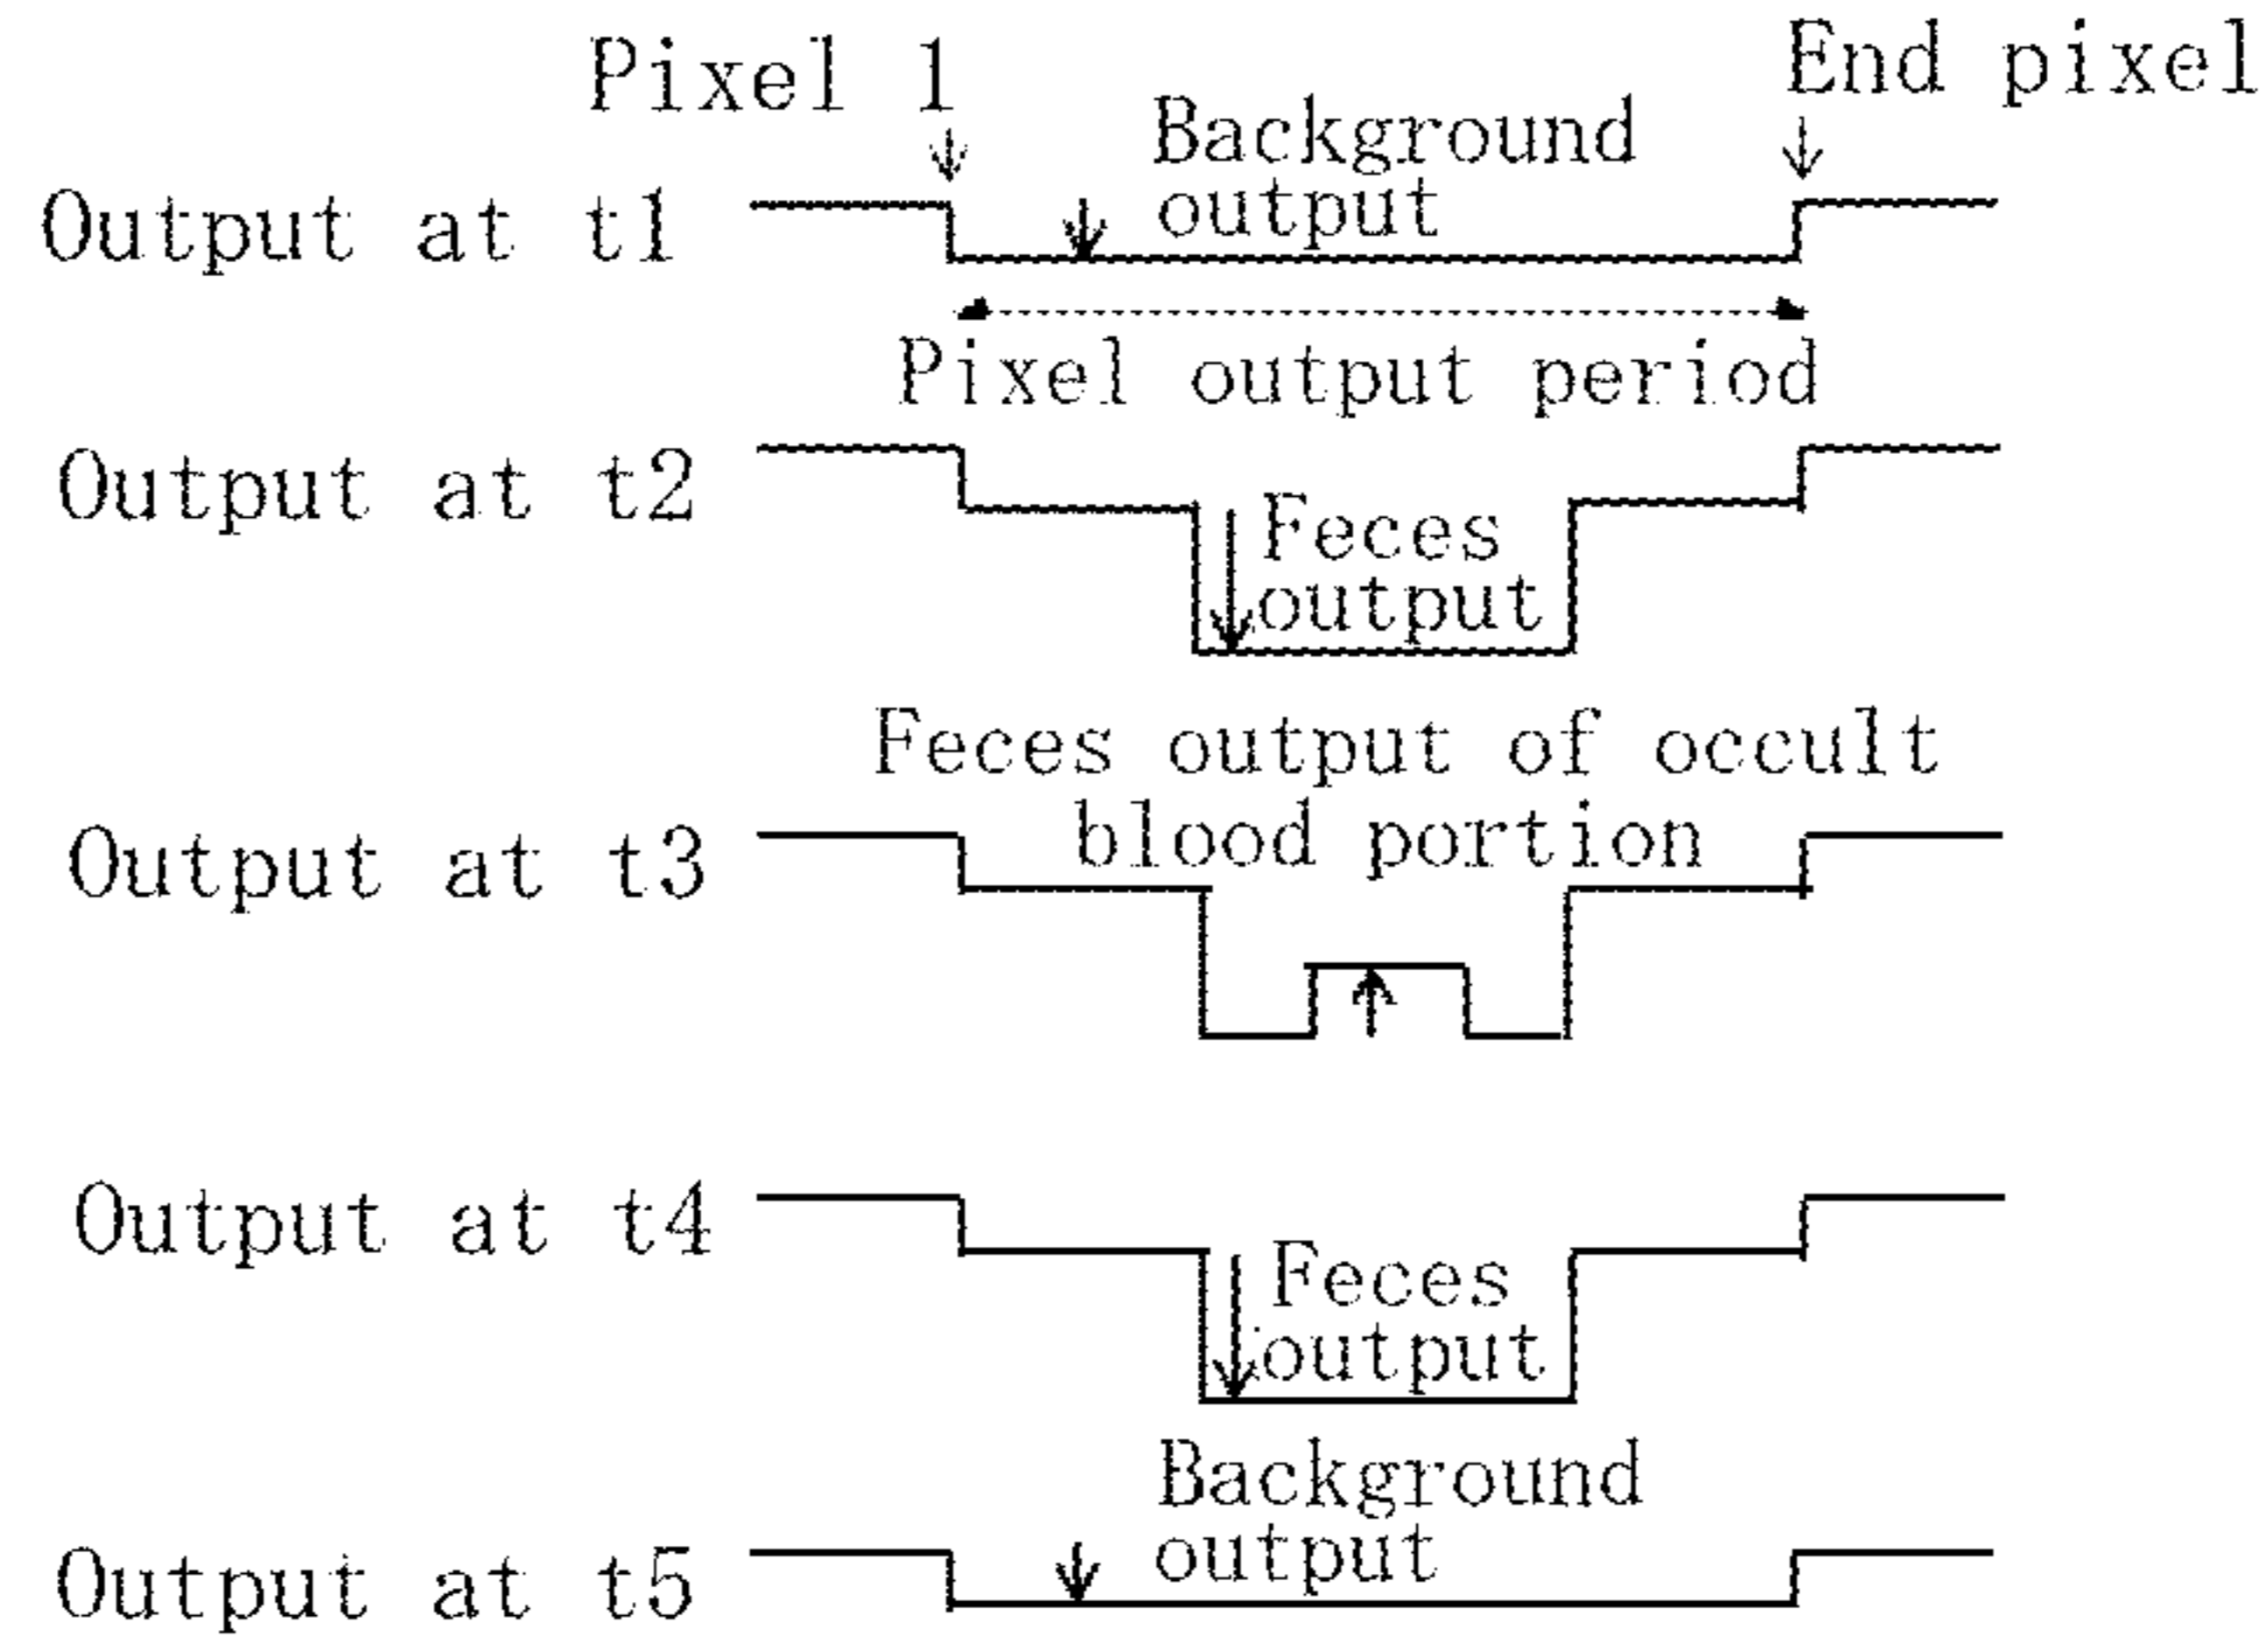 Pixel 1
End pixel
Background
output
Output at t1
Pixel output period
Output at t2
Feces
output
Feces output of occult
blood portion
Output at t3
Output at t4
Feces
output
Background
output
Output at t5